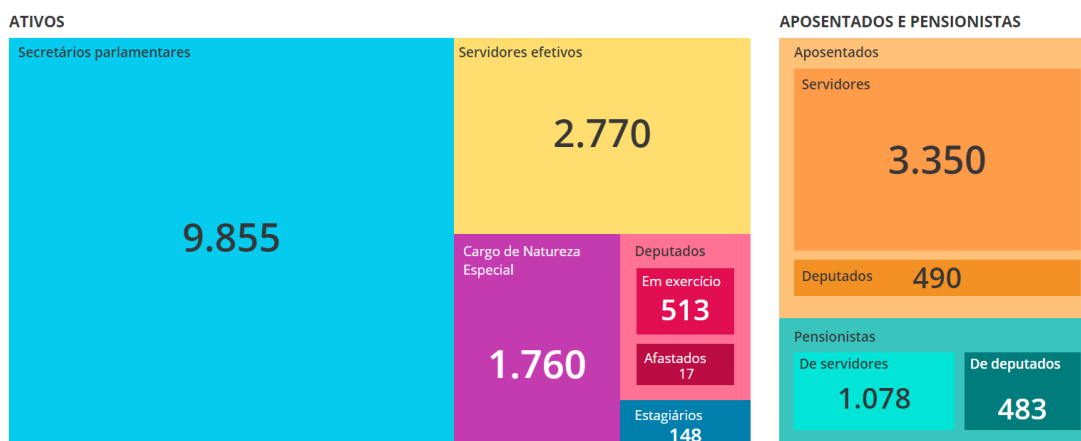 ATIVOS
Secretários parlamentares
9.855
Servidores efetivos
2.770
Cargo de Natureza
Especial
1.760
Deputados
Em exercício
513
Afastados
17
Estagiários
148
APOSENTADOS E PENSIONISTAS
Aposentados
Servidores
3.350
Deputados 490
Pensionistas
De servidores
1.078
De deputados
483